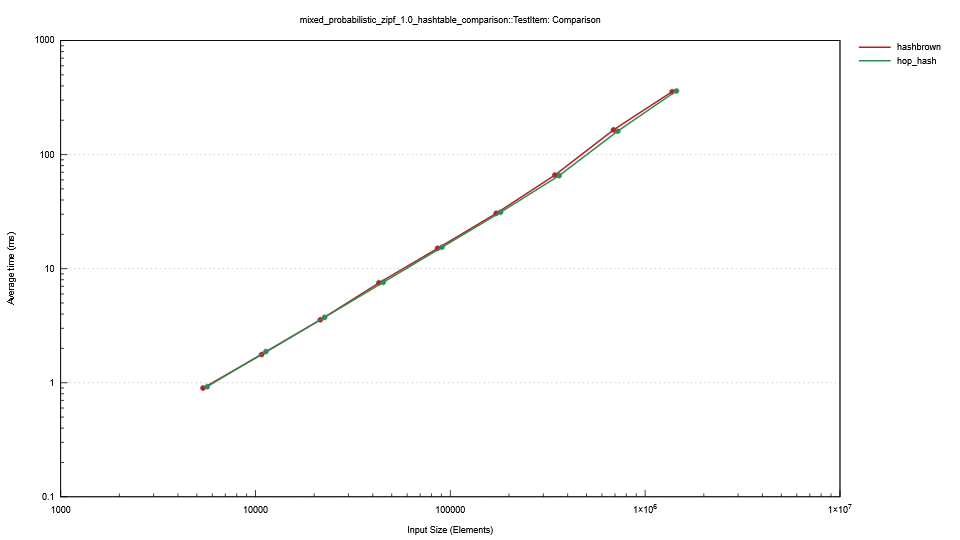 mixed_probabilistic_zipf_1.0_hashtable_comparison::TestItem: Comparison
hashbrown
hop_hash
1000
100
10
1
0.1
Average time (ms)
1000
10000
100000
1×10⁶
1×10⁷
Input Size (Elements)